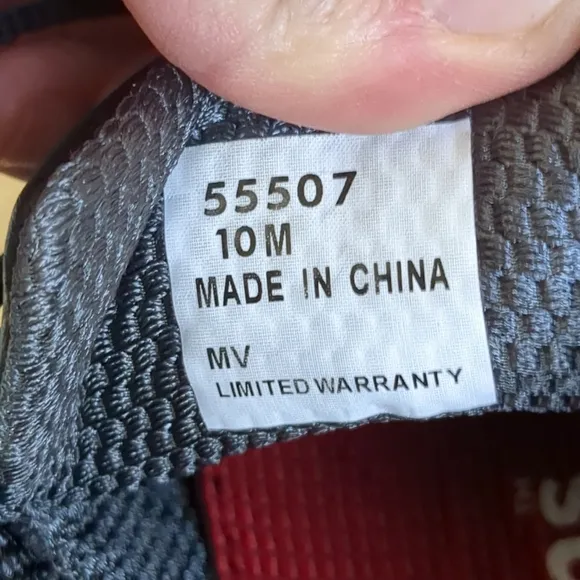 55507
10M
MADE IN CHINA
MV
LIMITED WARRANTY